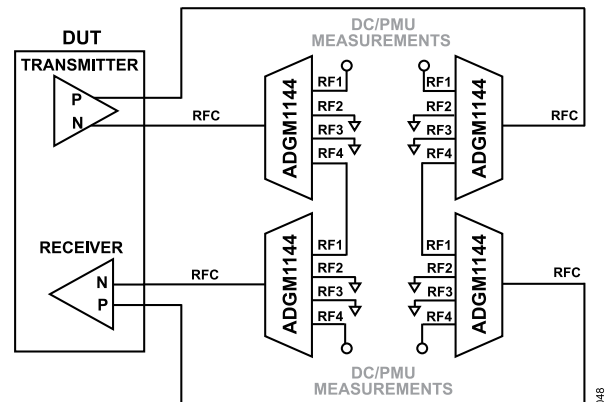 DC/PMU
MEASUREMENTS
DUT
TRANSMITTER
P
N
RFC
ADGM1144
RF1
RF2
RF3
RF4
RF1
RF2
RF3
RF4
ADGM1144
RFC
RECEIVER
N
P
RFC
ADGM1144
RF1
RF2
RF3
RF4
RF1
RF2
RF3
RF4
ADGM1144
RFC
DC/PMU
MEASUREMENTS
048